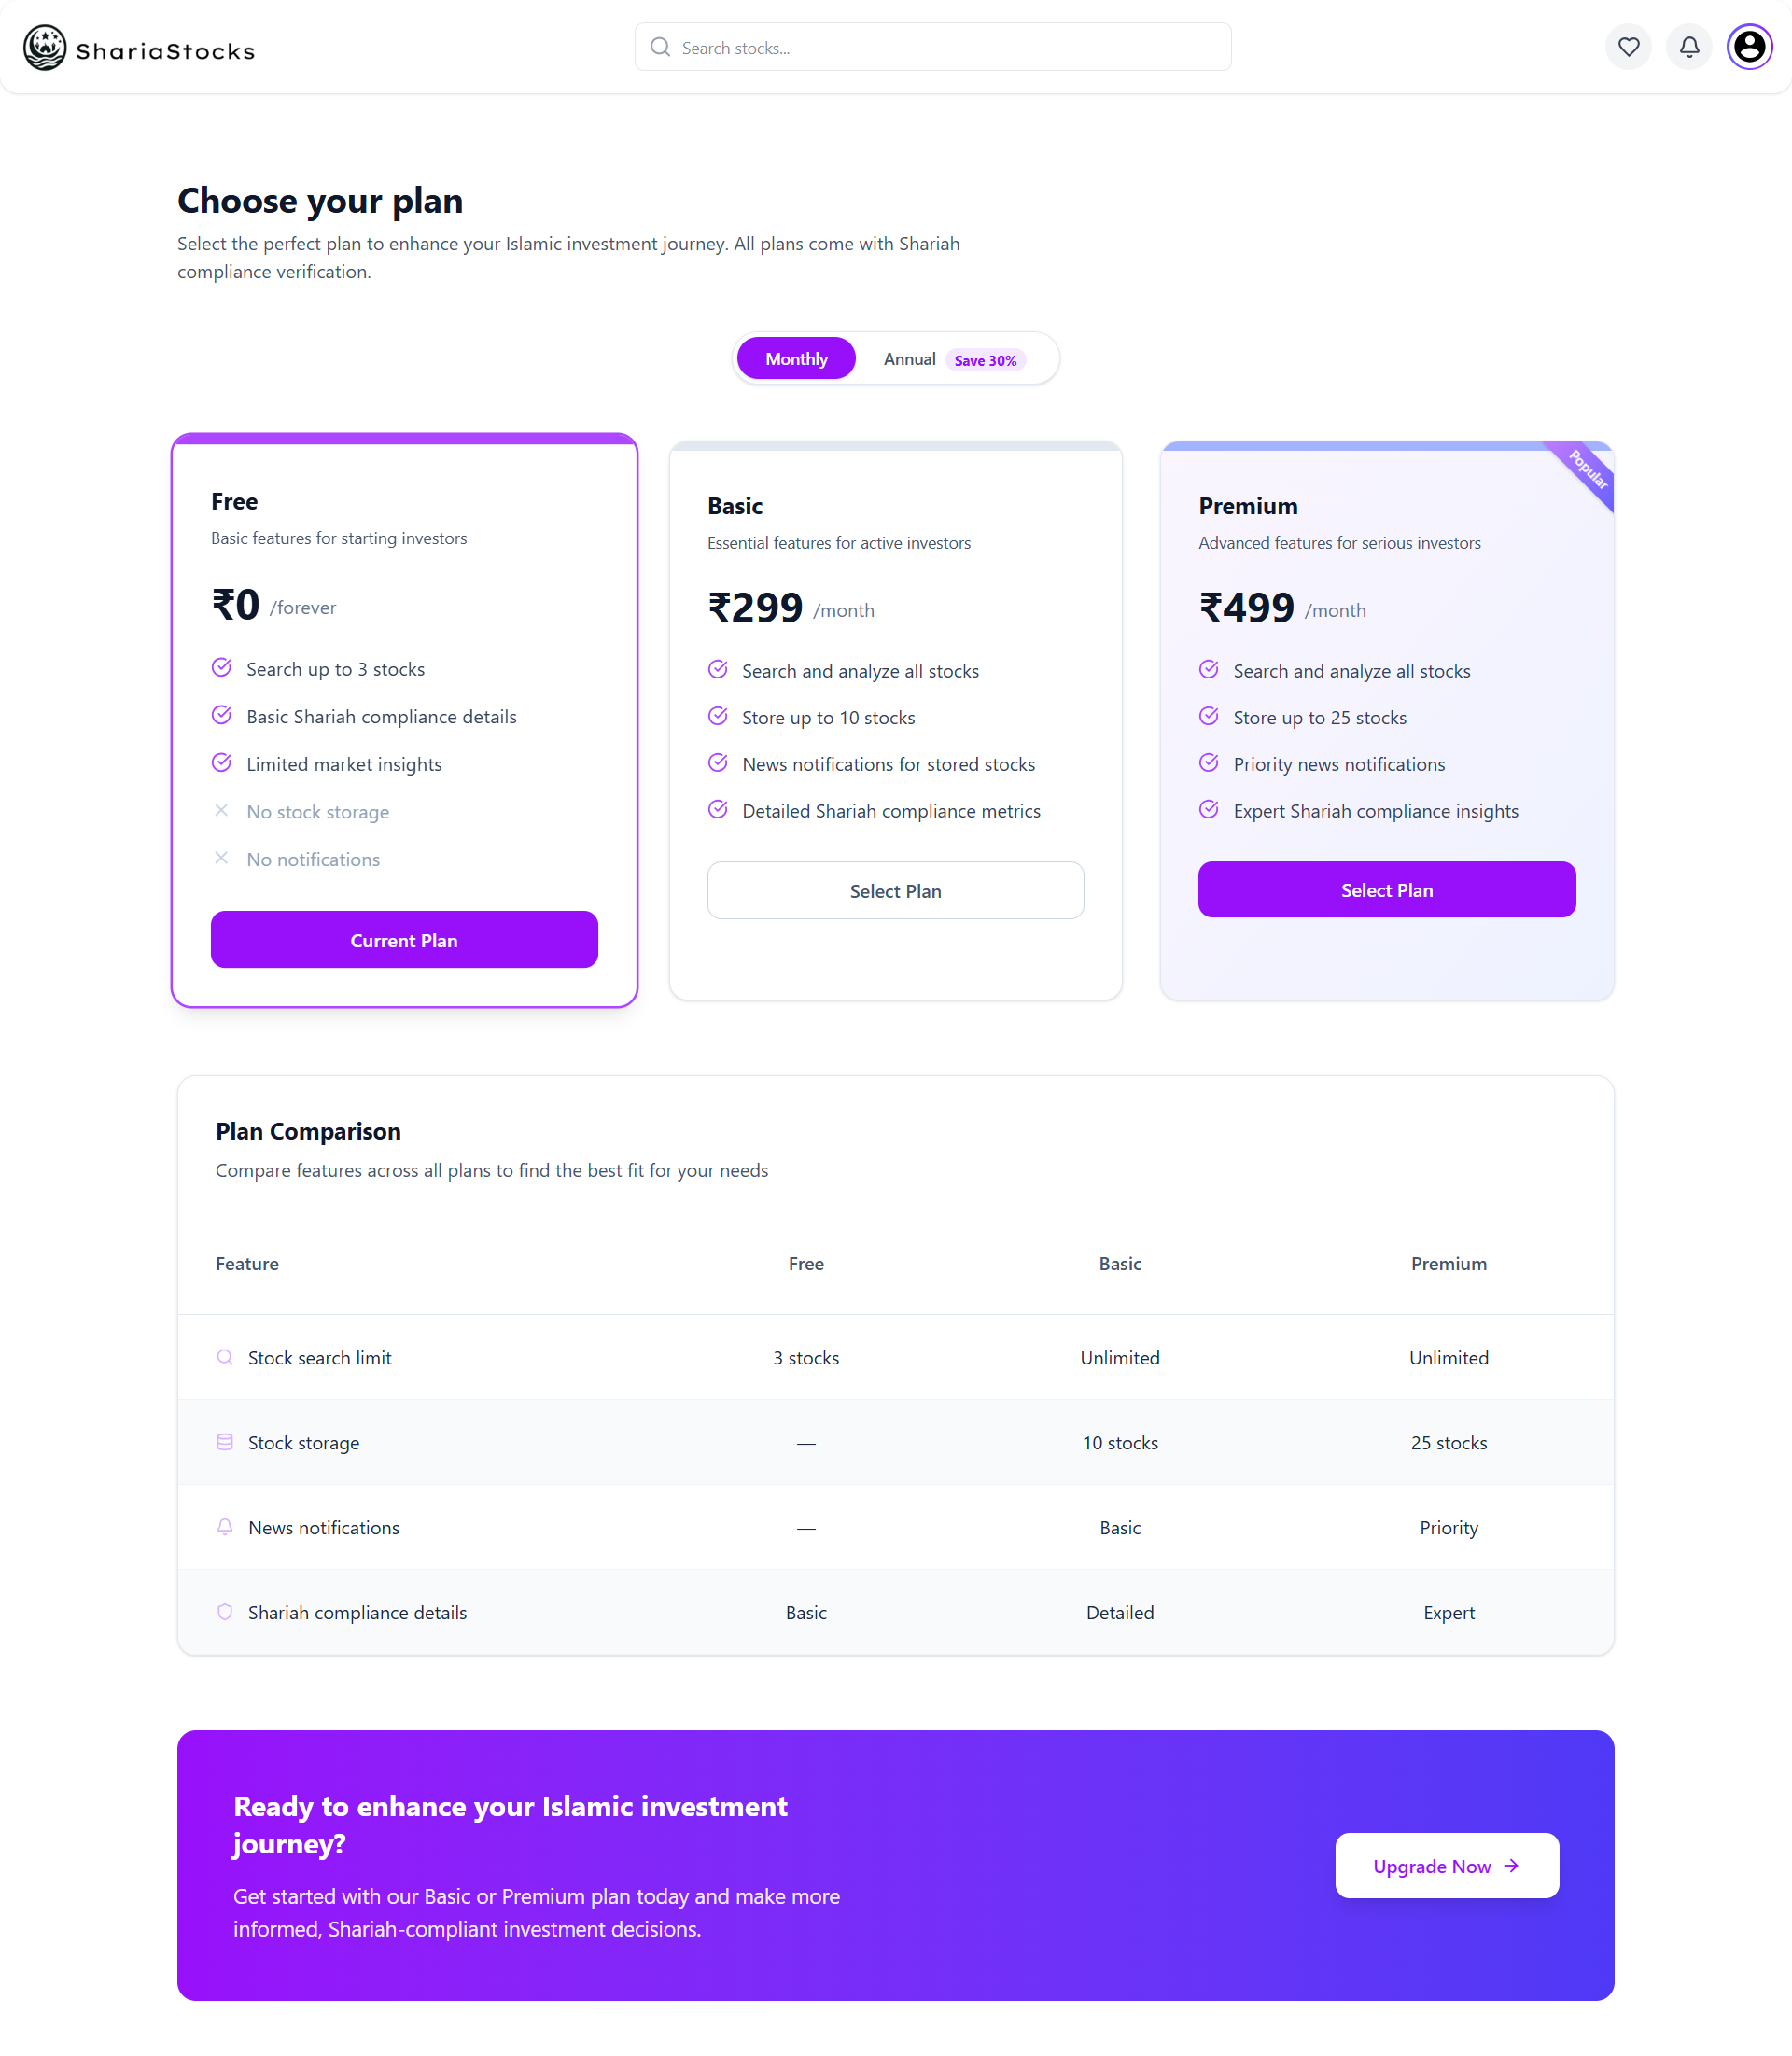 ShariaStocks
Search stocks...
Choose your plan
Select the perfect plan to enhance your Islamic investment journey. All plans come with Shariah
compliance verification.
Monthly
Annual Save 30%
Free
Basic features for starting investors
₹0 /forever
Search up to 3 stocks
Basic Shariah compliance details
Limited market insights
No stock storage
No notifications
Current Plan
Basic
Essential features for active investors
₹299 /month
Search and analyze all stocks
Store up to 10 stocks
News notifications for stored stocks
Detailed Shariah compliance metrics
Select Plan
Popular
Premium
Advanced features for serious investors
₹499 /month
Search and analyze all stocks
Store up to 25 stocks
Priority news notifications
Expert Shariah compliance insights
Select Plan
Plan Comparison
Compare features across all plans to find the best fit for your needs
Feature Free Basic Premium
Stock search limit 3 stocks Unlimited Unlimited
Stock storage — 10 stocks 25 stocks
News notifications — Basic Priority
Shariah compliance details Basic Detailed Expert
Ready to enhance your Islamic investment
journey?
Get started with our Basic or Premium plan today and make more
informed, Shariah-compliant investment decisions.
Upgrade Now